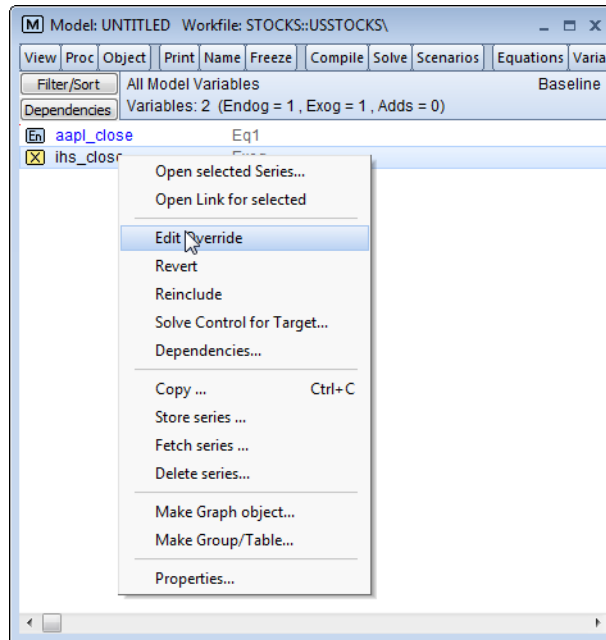 M Model: UNTITLED Workfile: STOCKS::USSTOCKS\
View Proc Object Print Name Freeze Compile Solve Scenarios Equations Varia
Filter/Sort All Model Variables Baseline
Dependencies Variables: 2 (Endog = 1 , Exog = 1 , Adds = 0)
En aapl_close Eq1
X ihs_close
Open selected Series...
Open Link for selected
Edit Override
Revert
Reinclude
Solve Control for Target...
Dependencies...
Copy ... Ctrl+C
Store series ...
Fetch series ...
Delete series...
Make Graph object...
Make Group/Table...
Properties...